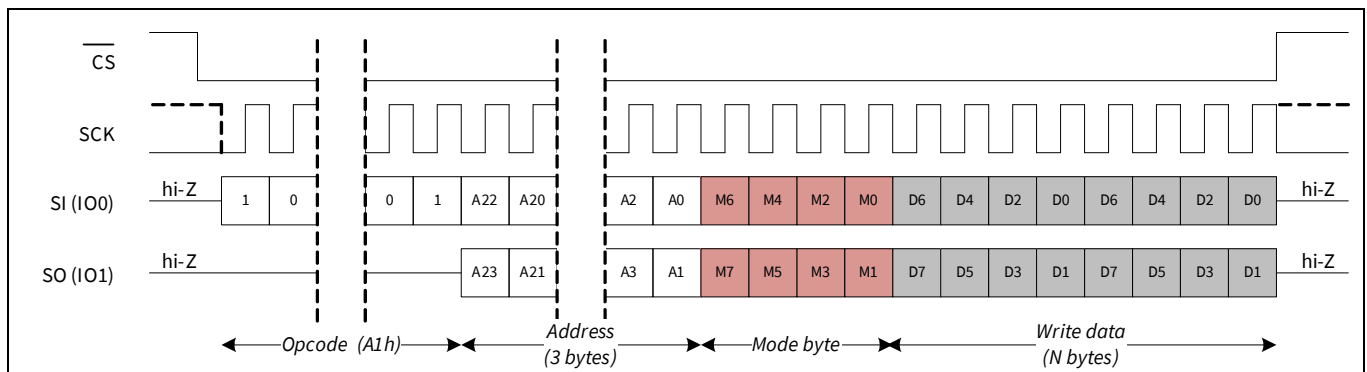 CS
SCK
SI (IO0) hi-Z 1 0 0 1 A22 A20 A2 A0 M6 M4 M2 M0 D6 D4 D2 D0 D6 D4 D2 D0 hi-Z
SO (IO1) hi-Z A23 A21 A3 A1 M7 M5 M3 M1 D7 D5 D3 D1 D7 D5 D3 D1 hi-Z
Opcode (A1h) Address Mode byte Write data
(3 bytes) (N bytes)